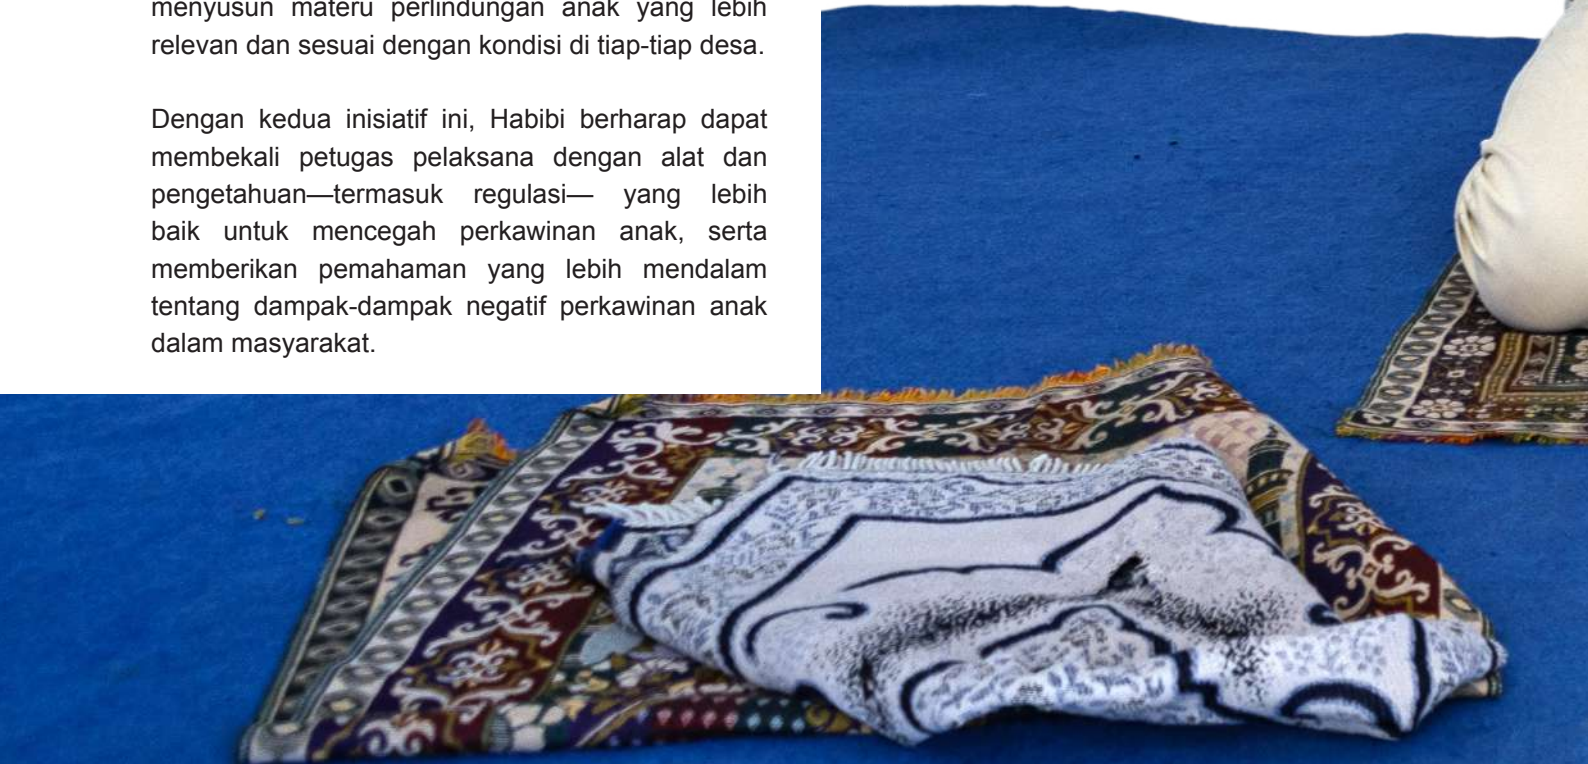 menyusun materu perlindungan anak yang lebih
relevan dan sesuai dengan kondisi di tiap-tiap desa.
Dengan kedua inisiatif ini, Habibi berharap dapat
membekali petugas pelaksana dengan alat dan
pengetahuan—termasuk regulasi— yang lebih
baik untuk mencegah perkawinan anak, serta
memberikan pemahaman yang lebih mendalam
tentang dampak-dampak negatif perkawinan anak
dalam masyarakat.